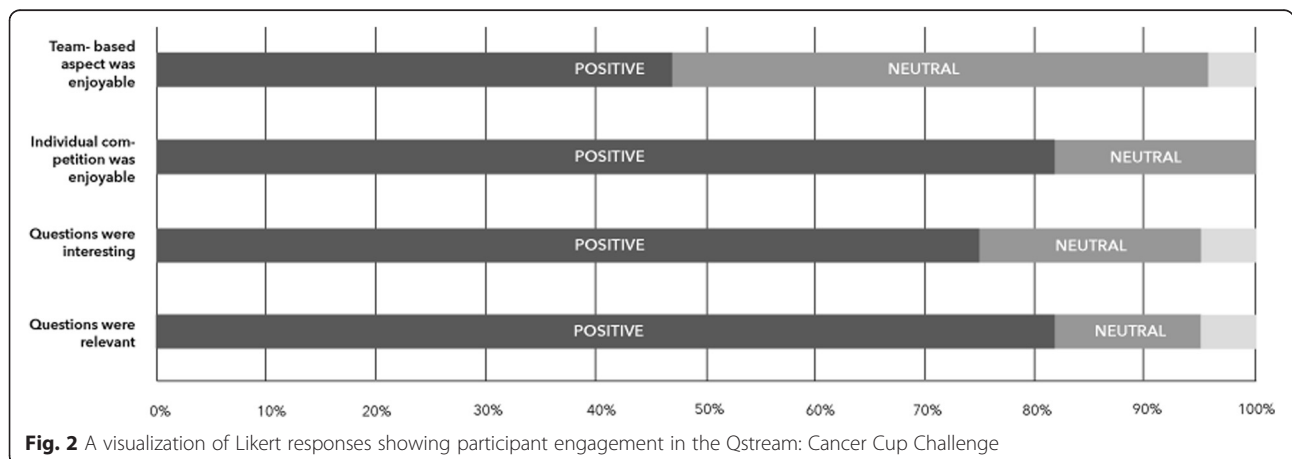 Team- based
aspect was
enjoyable
POSITIVE NEUTRAL
Individual com-
petition was
enjoyable
POSITIVE NEUTRAL
Questions were
interesting
POSITIVE NEUTRAL
Questions were
relevant
POSITIVE NEUTRAL
0% 10% 20% 30% 40% 50% 60% 70% 80% 90% 100%
Fig. 2 A visualization of Likert responses showing participant engagement in the Qstream: Cancer Cup Challenge